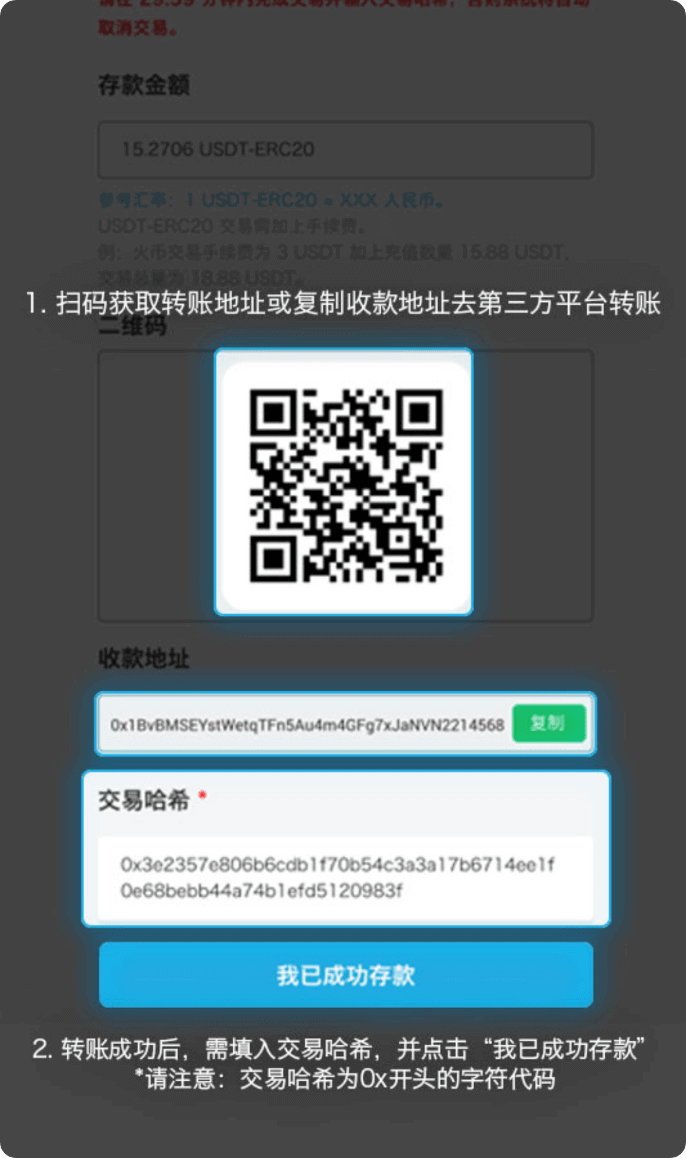 请在 29:59 分钟内完成交易并输入交易哈希，否则系统将自动
取消交易。
存款金额
15.2706 USDT-ERC20
参考汇率：1 USDT-ERC20 = XXX 人民币。
USDT-ERC20 交易需加上手续费。
例：火币交易手续费为 3 USDT 加上充值数量 15.88 USDT，
交易总量为 18.88 USDT。
1. 扫码获取转账地址或复制收款地址去第三方平台转账
二维码
收款地址
0x1BvBMSEYstWetqTFn5Au4m4GFg7xJaNVN2214568 复制
交易哈希 *
0x3e2357e806b6cdb1f70b54c3a3a17b6714ee1f
0e68bebb44a74b1efd5120983f
我已成功存款
2. 转账成功后，需填入交易哈希，并点击“我已成功存款”
*请注意：交易哈希为0x开头的字符代码